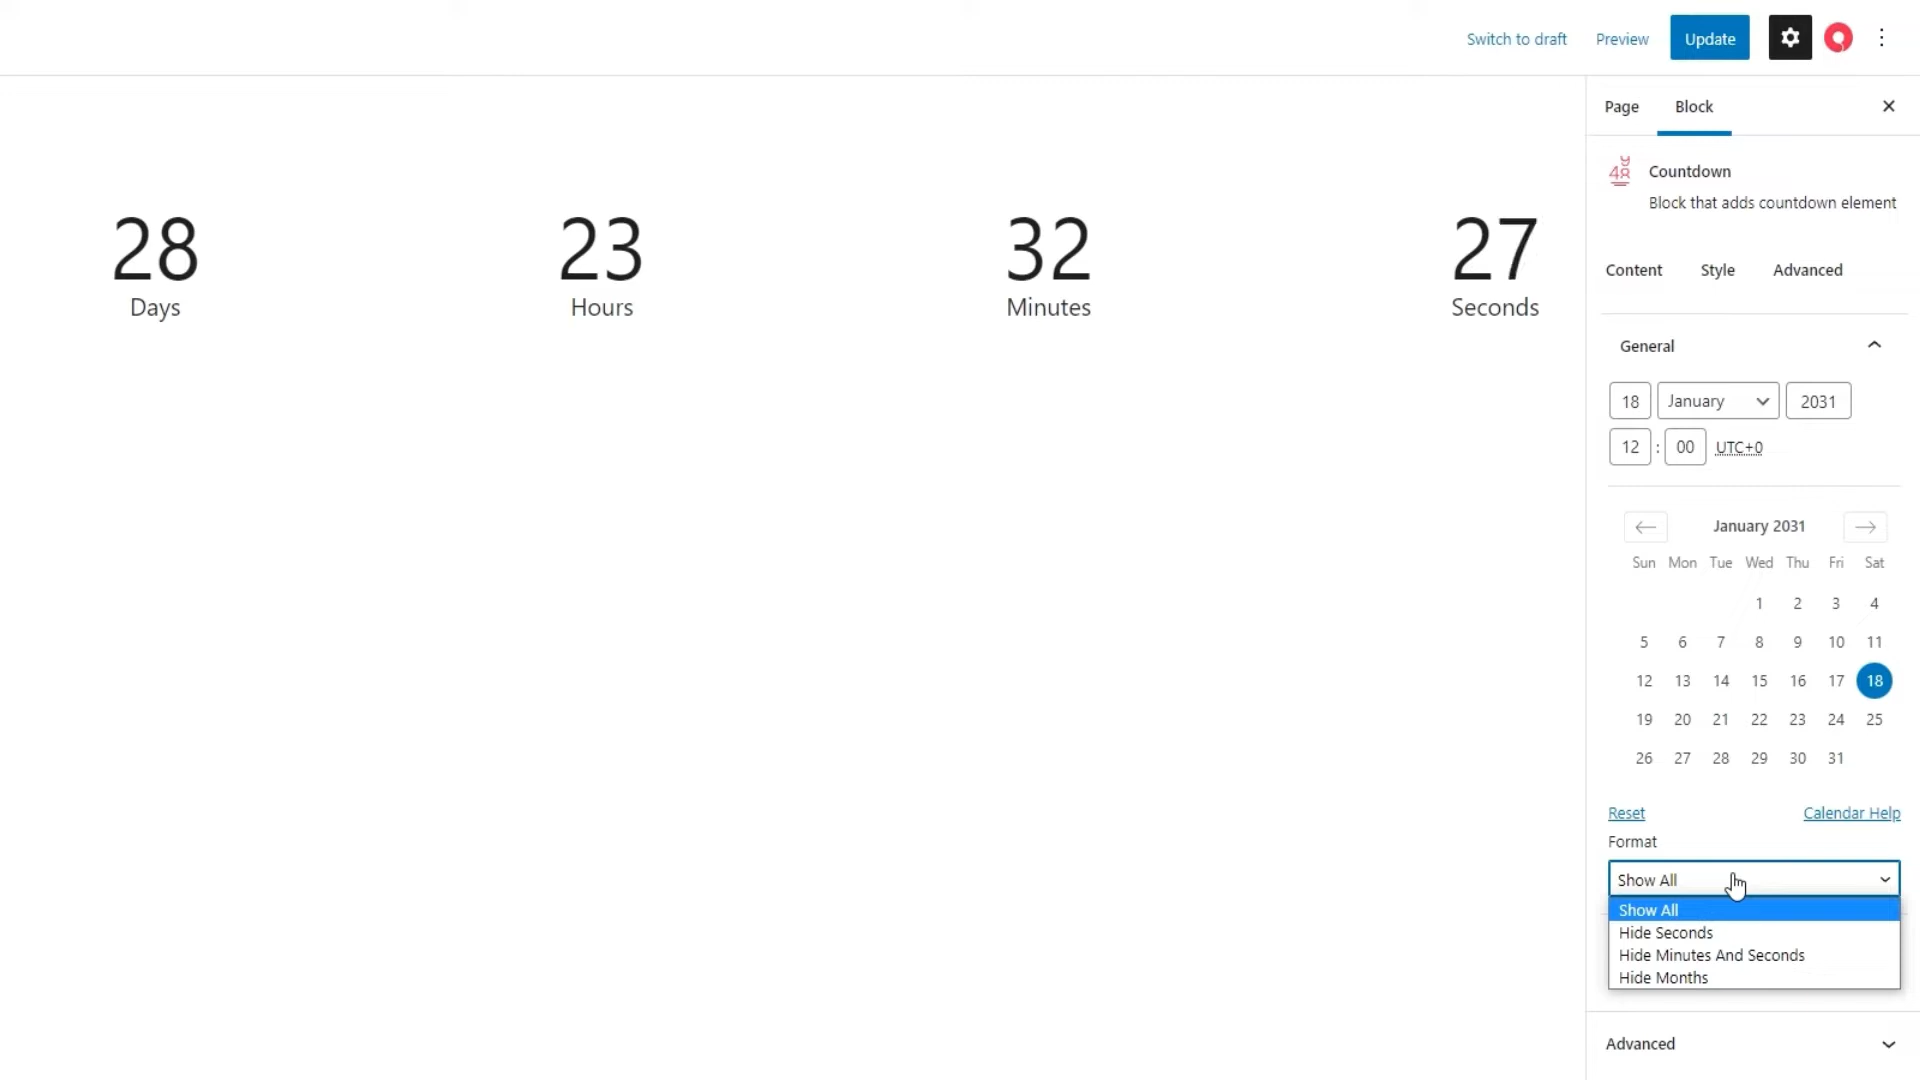 Switch to draft Preview Update
Page Block
Countdown
Block that adds countdown element
28 23 32 27
Days Hours Minutes Seconds
Content Style Advanced
General
18 January 2031
12 : 00 UTC+0
January 2031
Sun Mon Tue Wed Thu Fri Sat
1 2 3 4
5 6 7 8 9 10 11
12 13 14 15 16 17 18
19 20 21 22 23 24 25
26 27 28 29 30 31
Reset Calendar Help
Format
Show All
Show All
Hide Seconds
Hide Minutes And Seconds
Hide Months
Advanced